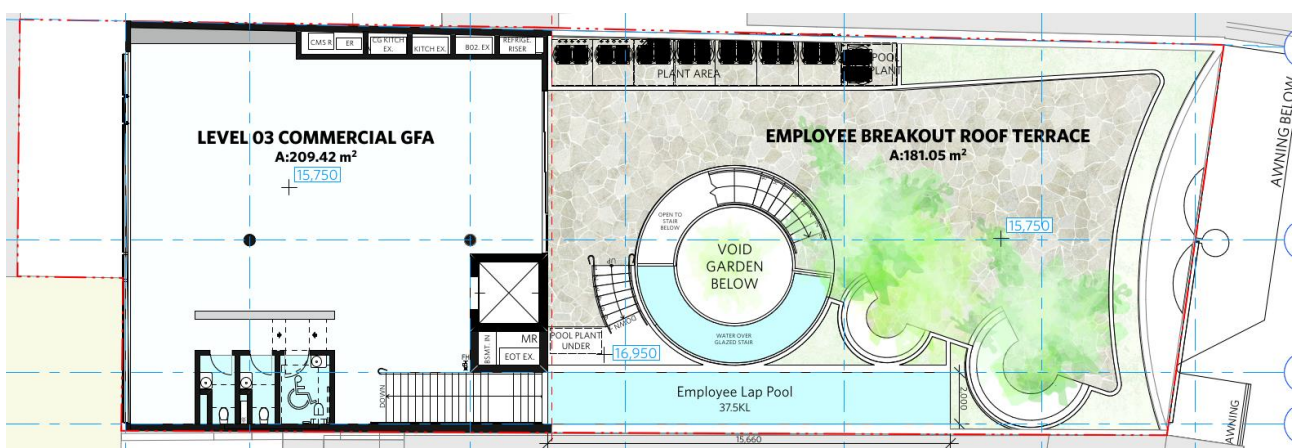 CMS R
ER
CG KITCH
EX.
KITCH EX.
BO2. EX
REFRIGE.
RISER
PLANT AREA
POOL
PLANT
LEVEL 03 COMMERCIAL GFA
A:209.42 m²
15,750
EMPLOYEE BREAKOUT ROOF TERRACE
A:181.05 m²
15,750
AWNING BELOW
OPEN TO
STAIR
BELOW
VOID
GARDEN
BELOW
UP
DOWN
WATER OVER
GLAZED STAIR
POOL PLANT
UNDER
16,950
BSMT IN
MR
EOT EX.
FH
DOWN
Employee Lap Pool
37.5KL
2,000
15,660
AWNING